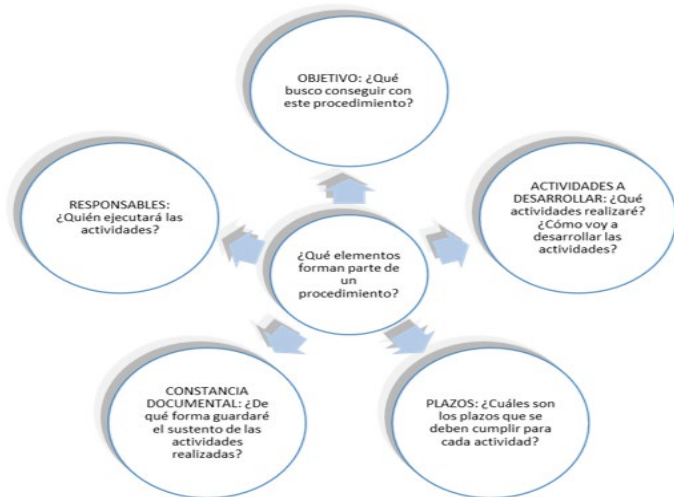 OBJETIVO: ¿Qué
busco conseguir con
este procedimiento?
RESPONSABLES:
¿Quién ejecutará las
actividades?
ACTIVIDADES A
DESARROLLAR: ¿Qué
actividades realizaré?
¿Cómo voy a
desarrollar las
actividades?
¿Qué elementos
forman parte de
un
procedimiento?
CONSTANCIA
DOCUMENTAL: ¿De
qué forma guardaré
el sustento de las
actividades
realizadas?
PLAZOS: ¿Cuáles son
los plazos que se
deben cumplir para
cada actividad?